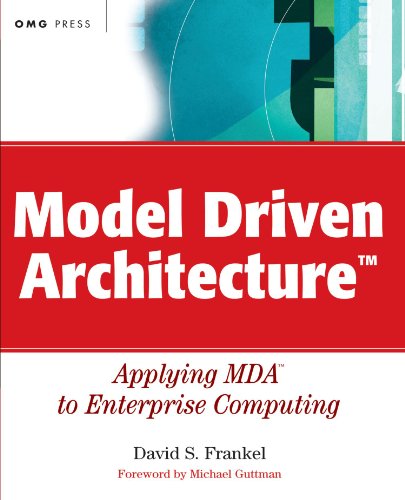 OMG PRESS
Model Driven
Architecture™
Applying MDA™
to Enterprise Computing
David S. Frankel
Foreword by Michael Guttman